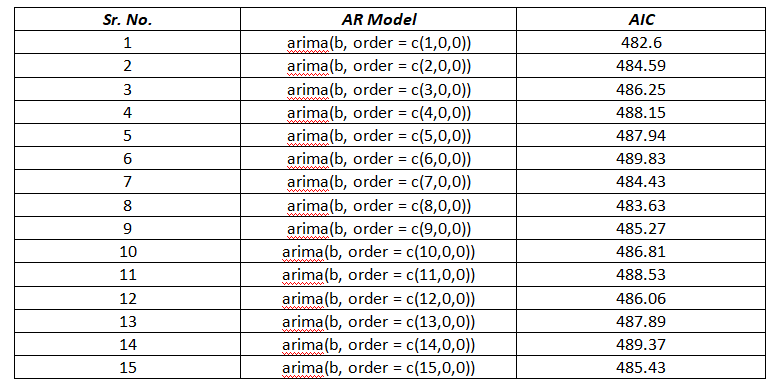 Sr. No. AR Model AIC
1 arima(b, order = c(1,0,0)) 482.6
2 arima(b, order = c(2,0,0)) 484.59
3 arima(b, order = c(3,0,0)) 486.25
4 arima(b, order = c(4,0,0)) 488.15
5 arima(b, order = c(5,0,0)) 487.94
6 arima(b, order = c(6,0,0)) 489.83
7 arima(b, order = c(7,0,0)) 484.43
8 arima(b, order = c(8,0,0)) 483.63
9 arima(b, order = c(9,0,0)) 485.27
10 arima(b, order = c(10,0,0)) 486.81
11 arima(b, order = c(11,0,0)) 488.53
12 arima(b, order = c(12,0,0)) 486.06
13 arima(b, order = c(13,0,0)) 487.89
14 arima(b, order = c(14,0,0)) 489.37
15 arima(b, order = c(15,0,0)) 485.43